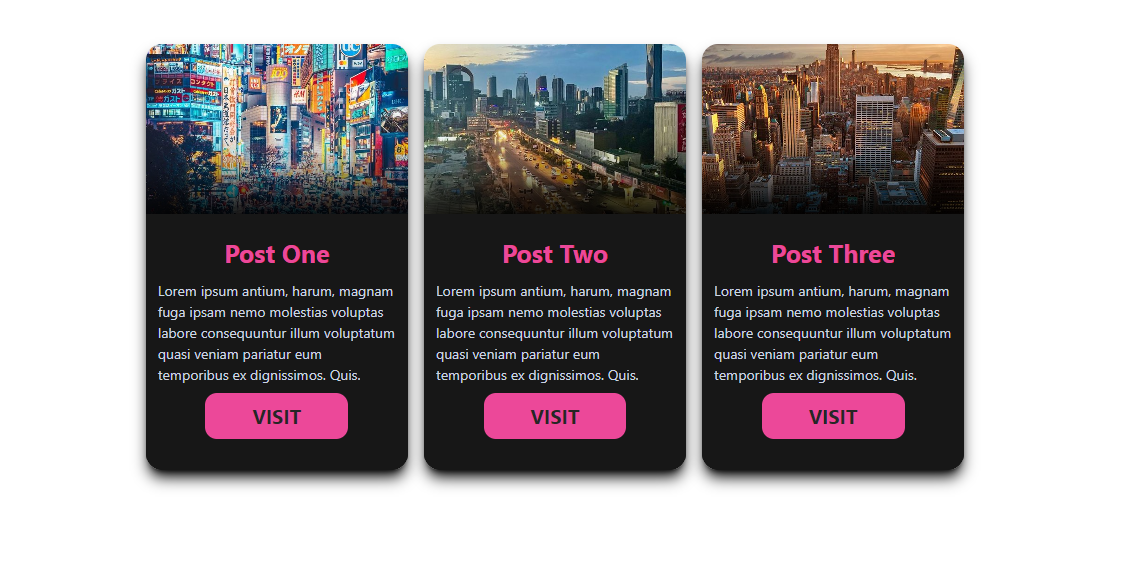 Post One
Lorem ipsum antium, harum, magnam
fuga ipsam nemo molestias voluptas
labore consequuntur illum voluptatum
quasi veniam pariatur eum
temporibus ex dignissimos. Quis.
VISIT
Post Two
Lorem ipsum antium, harum, magnam
fuga ipsam nemo molestias voluptas
labore consequuntur illum voluptatum
quasi veniam pariatur eum
temporibus ex dignissimos. Quis.
VISIT
Post Three
Lorem ipsum antium, harum, magnam
fuga ipsam nemo molestias voluptas
labore consequuntur illum voluptatum
quasi veniam pariatur eum
temporibus ex dignissimos. Quis.
VISIT